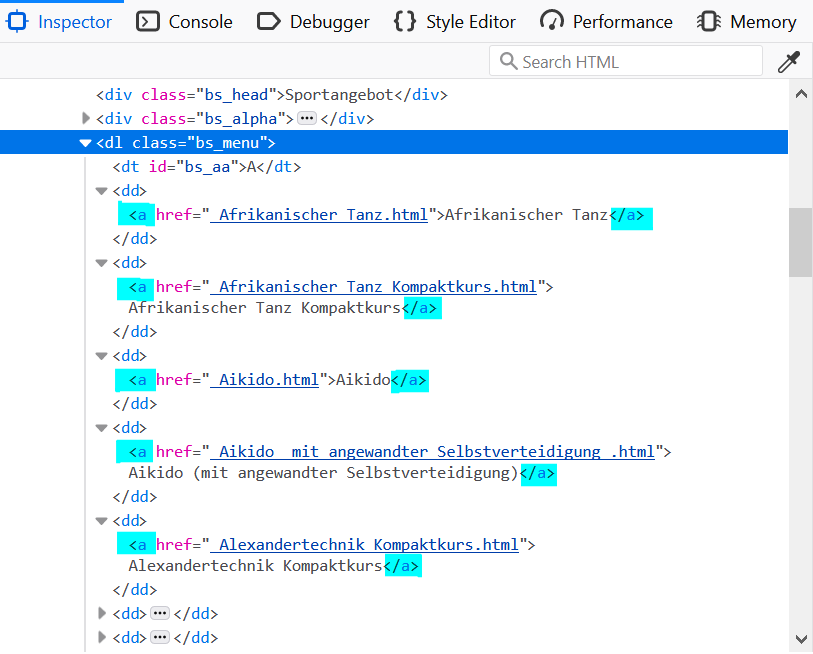 Inspector Console Debugger Style Editor Performance Memory
Search HTML
<div class="bs_head">Sportangebot</div>
<div class="bs_alpha">…</div>
<dl class="bs_menu">
<dt id="bs_aa">A</dt>
<dd>
<a href="_Afrikanischer_Tanz.html">Afrikanischer Tanz</a>
</dd>
<dd>
<a href="_Afrikanischer_Tanz_Kompaktkurs.html">
Afrikanischer Tanz Kompaktkurs</a>
</dd>
<dd>
<a href="_Aikido.html">Aikido</a>
</dd>
<dd>
<a href="_Aikido__mit_angewandter_Selbstverteidigung_.html">
Aikido (mit angewandter Selbstverteidigung)</a>
</dd>
<dd>
<a href="_Alexandertechnik_Kompaktkurs.html">
Alexandertechnik Kompaktkurs</a>
</dd>
<dd>…</dd>
<dd>…</dd>